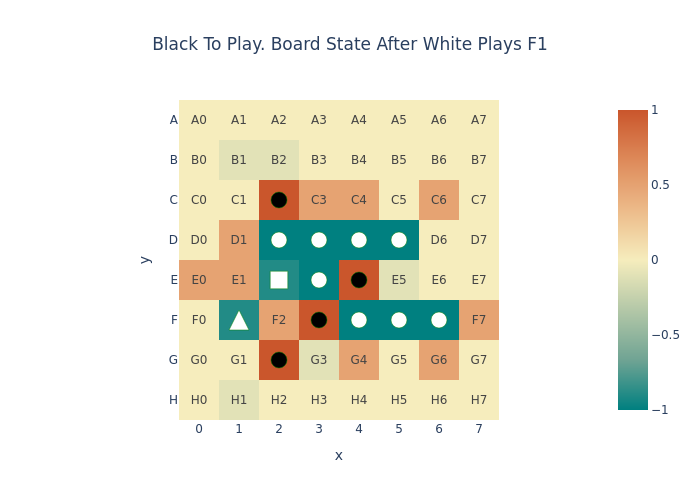 Black To Play. Board State After White Plays F1
A A0 A1 A2 A3 A4 A5 A6 A7
B B0 B1 B2 B3 B4 B5 B6 B7
C C0 C1 C3 C4 C5 C6 C7
D D0 D1 D6 D7
E E0 E1 E5 E6 E7
F F0 F2 F7
G G0 G1 G3 G4 G5 G6 G7
H H0 H1 H2 H3 H4 H5 H6 H7
0 1 2 3 4 5 6 7
x
y
1
0.5
0
−0.5
−1